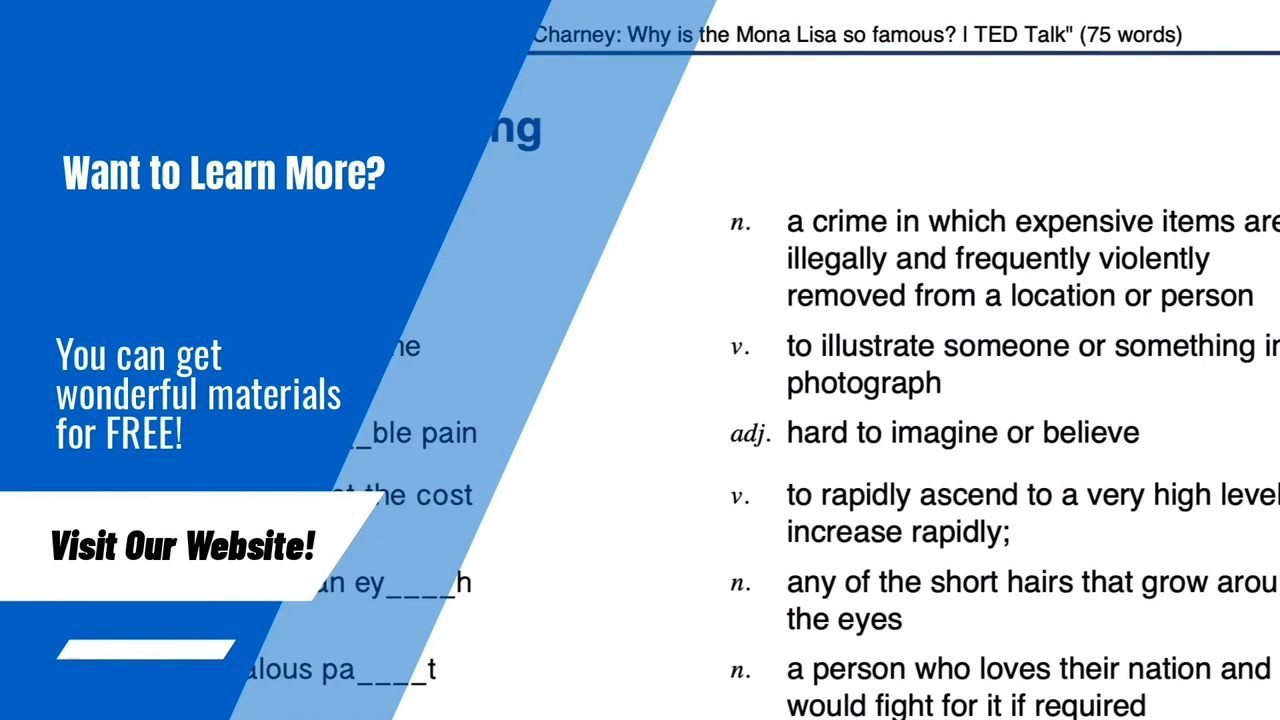 Charney: Why is the Mona Lisa so famous? | TED Talk" (75 words)
ng
Want to Learn More?
You can get
wonderful materials
for FREE!
Visit Our Website!
he
_ble pain
the cost
an ey____h
alous pa____t
n. a crime in which expensive items are
illegally and frequently violently
removed from a location or person
v. to illustrate someone or something in
photograph
adj. hard to imagine or believe
v. to rapidly ascend to a very high level
increase rapidly;
n. any of the short hairs that grow arou
the eyes
n. a person who loves their nation and
would fight for it if required